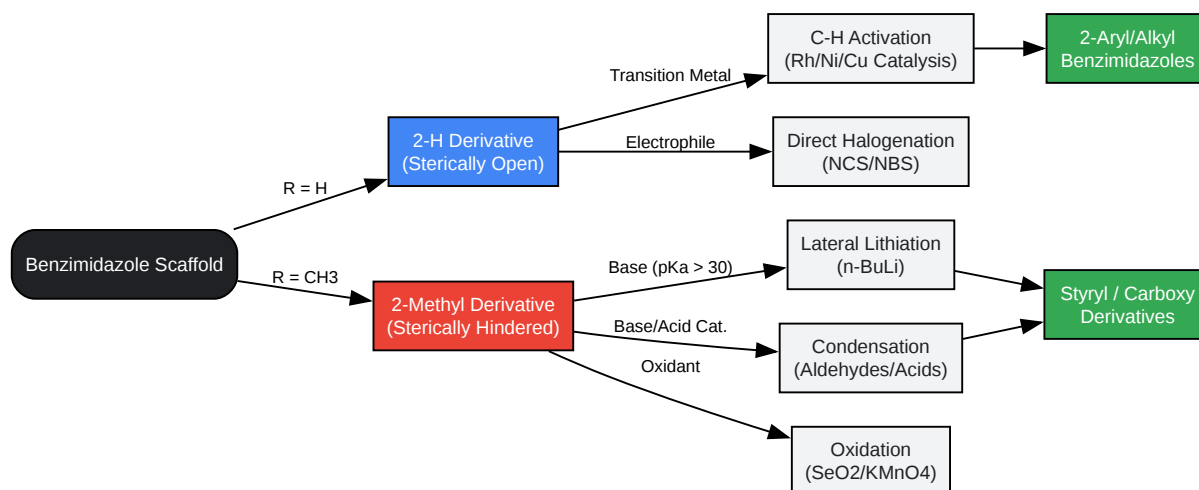 C-H Activation
(Rh/Ni/Cu Catalysis)
2-Aryl/Alkyl
Benzimidazoles
Transition Metal
2-H Derivative
(Sterically Open)
Electrophile
Direct Halogenation
(NCS/NBS)
R = H
Benzimidazole Scaffold
R = CH3
Lateral Lithiation
(n-BuLi)
Base (pKa > 30)
2-Methyl Derivative
(Sterically Hindered)
Styryl / Carboxy
Derivatives
Base/Acid Cat.
Condensation
(Aldehydes/Acids)
Oxidant
Oxidation
(SeO2/KMnO4)